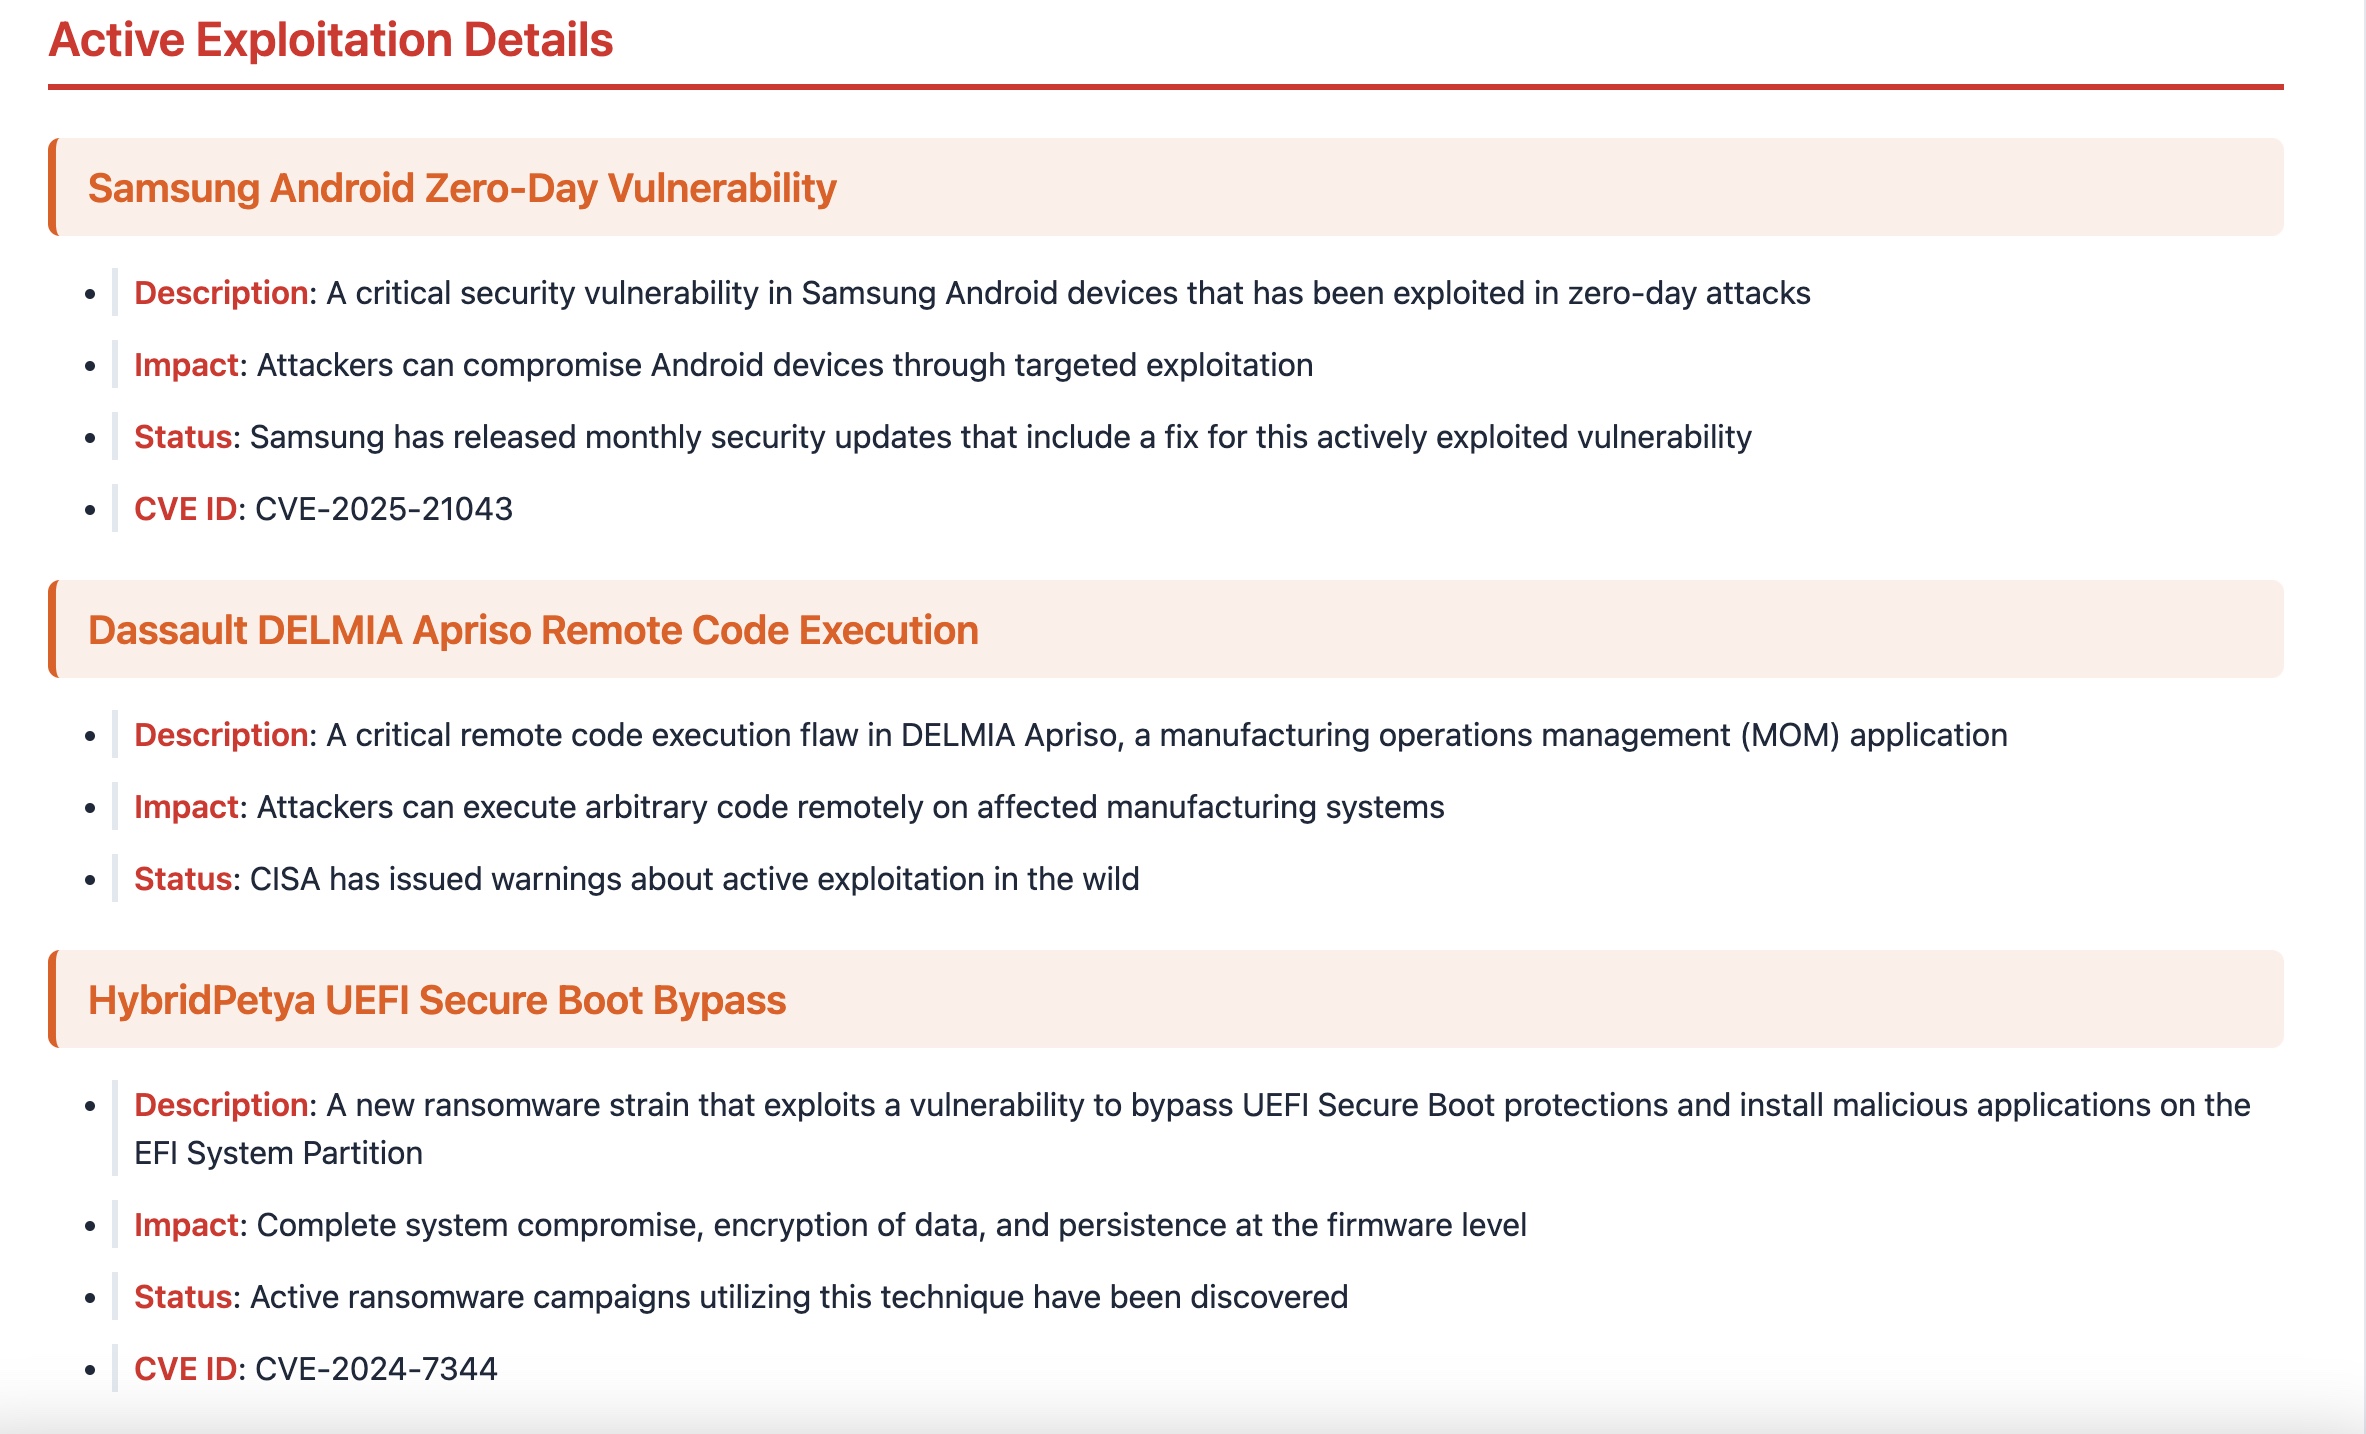 Active Exploitation Details
Samsung Android Zero-Day Vulnerability
Description: A critical security vulnerability in Samsung Android devices that has been exploited in zero-day attacks
Impact: Attackers can compromise Android devices through targeted exploitation
Status: Samsung has released monthly security updates that include a fix for this actively exploited vulnerability
CVE ID: CVE-2025-21043
Dassault DELMIA Apriso Remote Code Execution
Description: A critical remote code execution flaw in DELMIA Apriso, a manufacturing operations management (MOM) application
Impact: Attackers can execute arbitrary code remotely on affected manufacturing systems
Status: CISA has issued warnings about active exploitation in the wild
HybridPetya UEFI Secure Boot Bypass
Description: A new ransomware strain that exploits a vulnerability to bypass UEFI Secure Boot protections and install malicious applications on the
EFI System Partition
Impact: Complete system compromise, encryption of data, and persistence at the firmware level
Status: Active ransomware campaigns utilizing this technique have been discovered
CVE ID: CVE-2024-7344